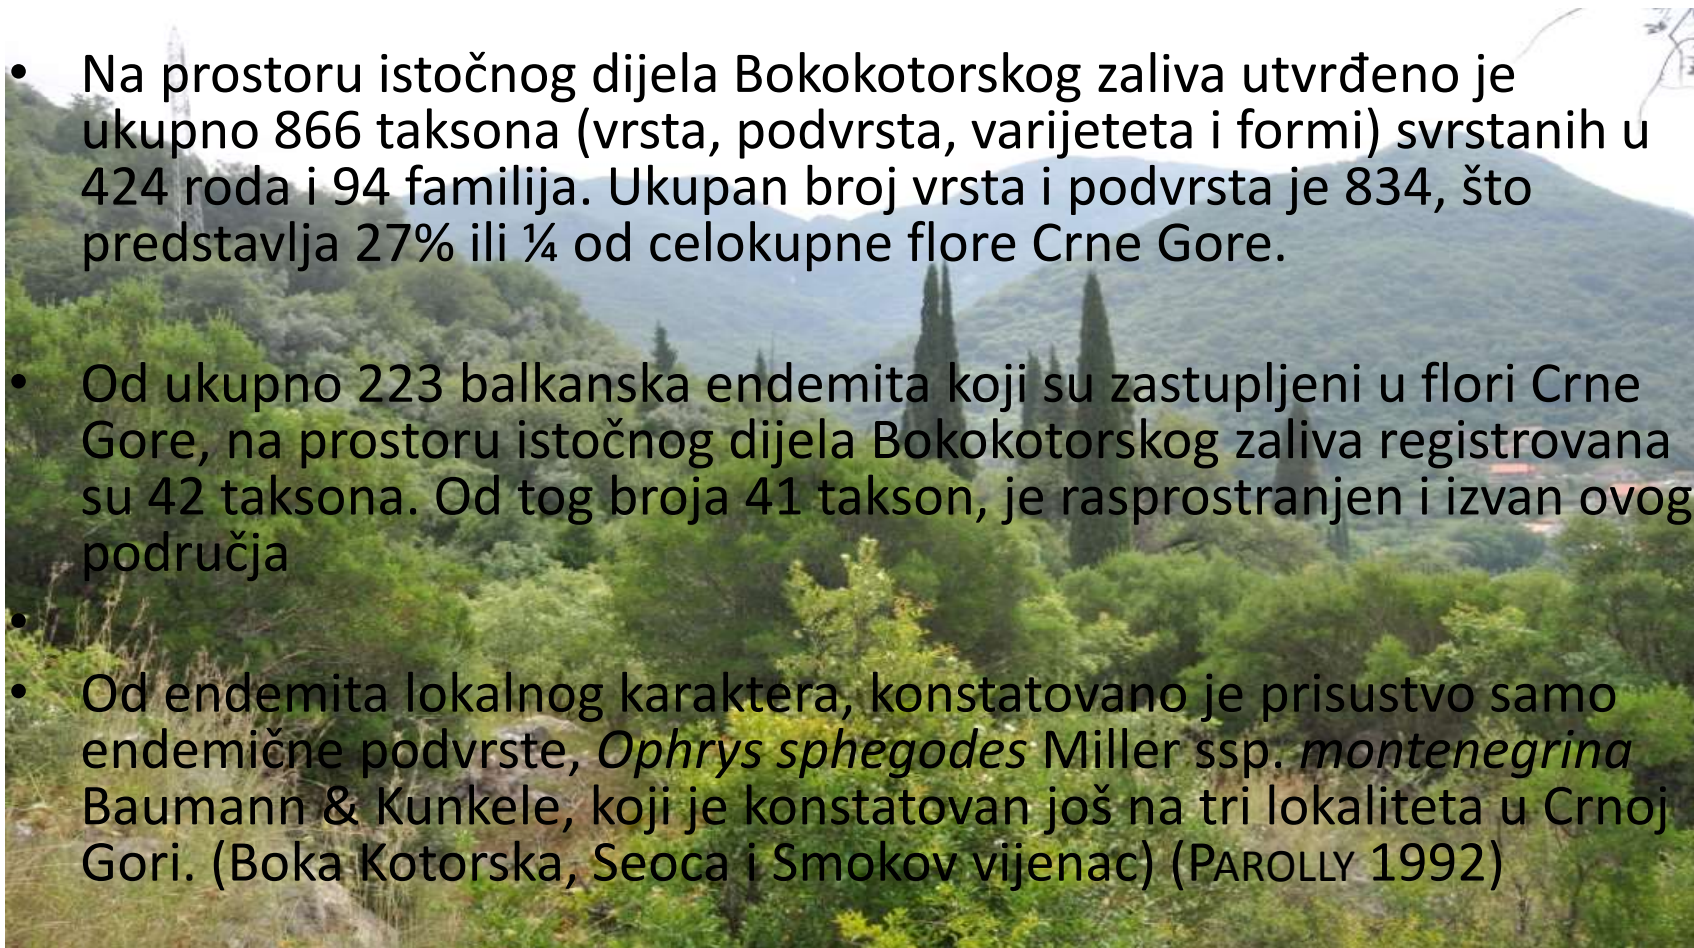 • Na prostoru istočnog dijela Bokokotorskog zaliva utvrđeno je
ukupno 866 taksona (vrsta, podvrsta, varijeteta i formi) svrstanih u
424 roda i 94 familija. Ukupan broj vrsta i podvrsta je 834, što
predstavlja 27% ili ¼ od celokupne flore Crne Gore.
• Od ukupno 223 balkanska endemita koji su zastupljeni u flori Crne
Gore, na prostoru istočnog dijela Bokokotorskog zaliva registrovana
su 42 taksona. Od tog broja 41 takson, je rasprostranjen i izvan ovog
područja
•
• Od endemita lokalnog karaktera, konstatovano je prisustvo samo
endemične podvrste, Ophrys sphegodes Miller ssp. montenegrina
Baumann & Kunkele, koji je konstatovan još na tri lokaliteta u Crnoj
Gori. (Boka Kotorska, Seoca i Smokov vijenac) (PAROLLY 1992)